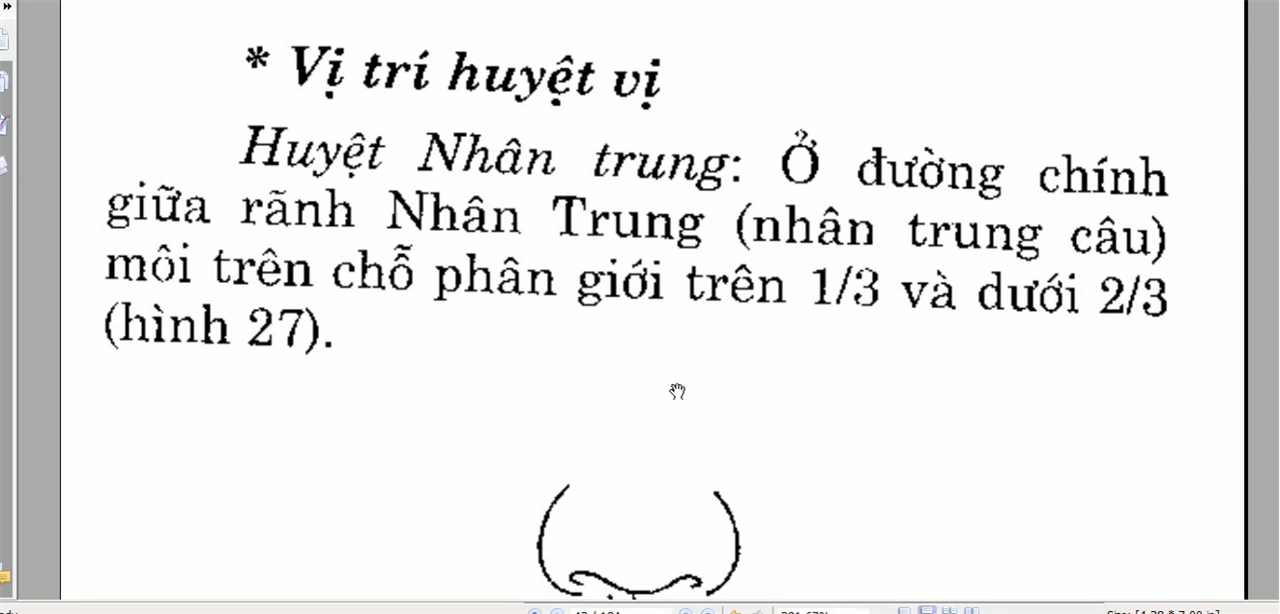 * Vị trí huyệt vị
Huyệt Nhân trung: Ở đường chính
giữa rãnh Nhân Trung (nhân trung câu)
môi trên chỗ phân giới trên 1/3 và dưới 2/3
(hình 27).